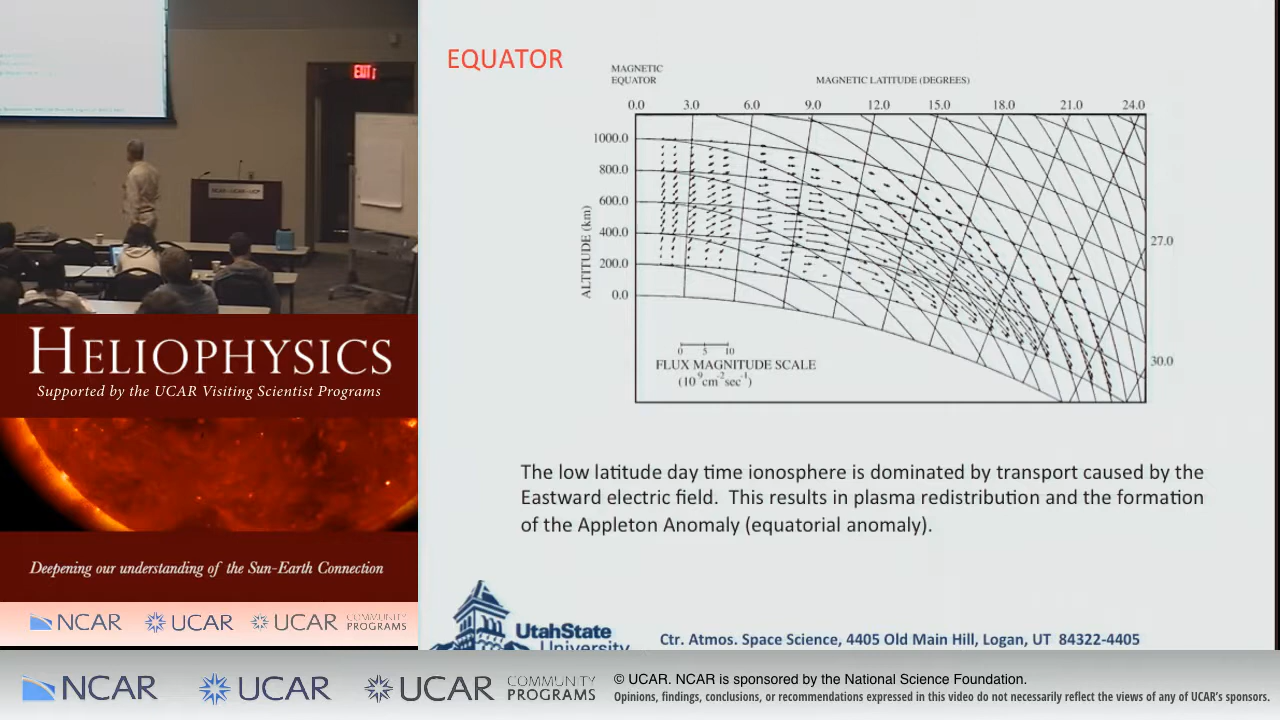 EXIT
NCAR-UCAR-UCP
HELIOPHYSICS
Supported by the UCAR Visiting Scientist Programs
Deepening our understanding of the Sun-Earth Connection
NCAR UCAR UCAR COMMUNITY PROGRAMS
EQUATOR
MAGNETIC EQUATOR
MAGNETIC LATITUDE (DEGREES)
0.0 3.0 6.0 9.0 12.0 15.0 18.0 21.0 24.0
1000.0
800.0
600.0
400.0
200.0
0.0
ALTITUDE (km)
27.0
30.0
0 5 10
FLUX MAGNITUDE SCALE
(10⁹cm⁻²sec⁻¹)
The low latitude day time ionosphere is dominated by transport caused by the
Eastward electric field. This results in plasma redistribution and the formation
of the Appleton Anomaly (equatorial anomaly).
UtahState
University
Ctr. Atmos. Space Science, 4405 Old Main Hill, Logan, UT 84322-4405
NCAR UCAR UCAR COMMUNITY PROGRAMS
© UCAR. NCAR is sponsored by the National Science Foundation.
Opinions, findings, conclusions, or recommendations expressed in this video do not necessarily reflect the views of any of UCAR's sponsors.